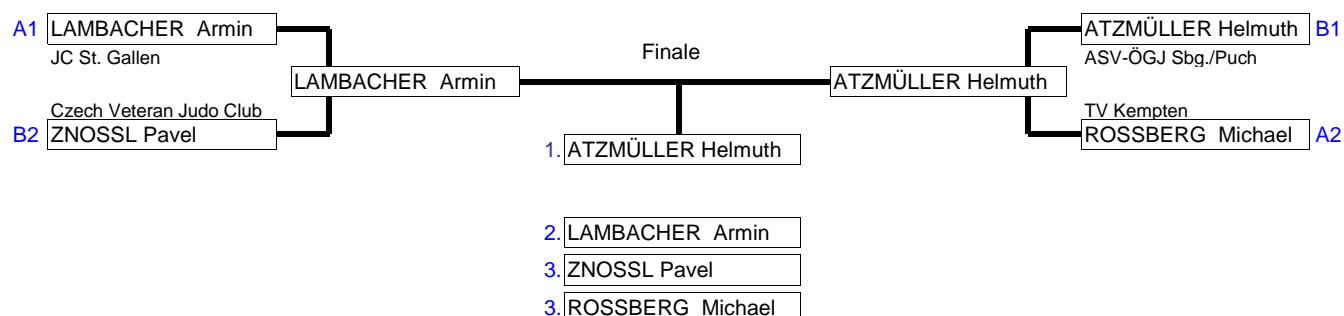 A1 LAMBACHER Armin
JC St. Gallen
LAMBACHER Armin
Czech Veteran Judo Club
B2 ZNOSSL Pavel
Finale
ATZMÜLLER Helmuth B1
ASV-ÖGJ Sbg./Puch
ATZMÜLLER Helmuth
TV Kempten
ROSSBERG Michael A2
1. ATZMÜLLER Helmuth
2. LAMBACHER Armin
3. ZNOSSL Pavel
3. ROSSBERG Michael